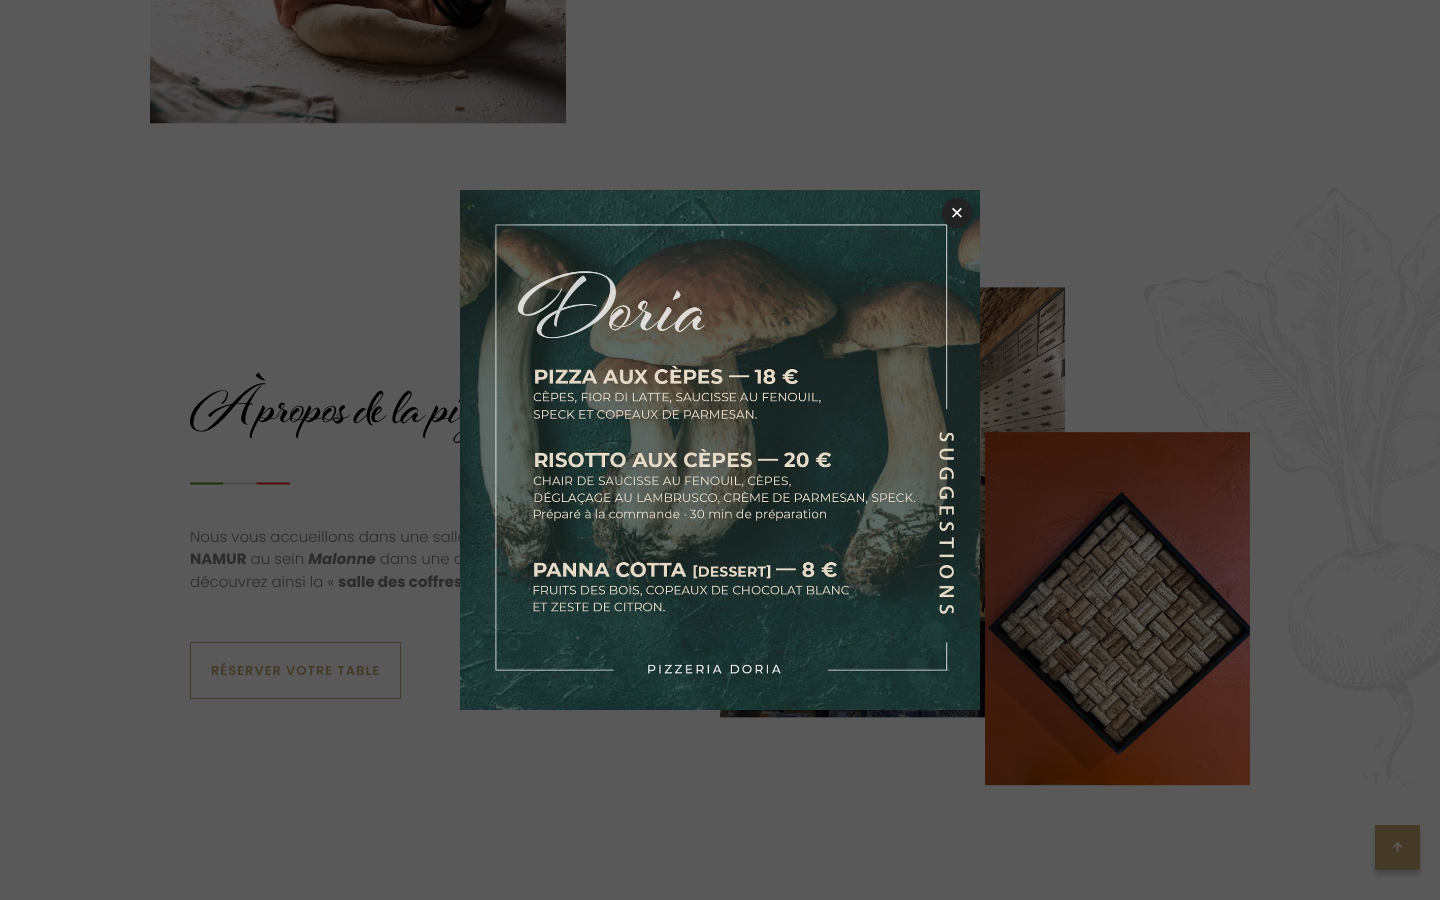 Doria
PIZZA AUX CÈPES — 18 €
CÈPES, FIOR DI LATTE, SAUCISSE AU FENOUIL,
SPECK ET COPEAUX DE PARMESAN.
RISOTTO AUX CÈPES — 20 €
CHAIR DE SAUCISSE AU FENOUIL, CÈPES,
DÉGLAÇAGE AU LAMBRUSCO, CRÈME DE PARMESAN, SPECK.
Préparé à la commande · 30 min de préparation
PANNA COTTA [DESSERT] — 8 €
FRUITS DES BOIS, COPEAUX DE CHOCOLAT BLANC
ET ZESTE DE CITRON.
SUGGESTIONS
PIZZERIA DORIA
À propos de la
Nous vous accueillons dans une
NAMUR au sein Malonne dans une
découvrez ainsi la « salle des coffres
RÉSERVER VOTRE TABLE